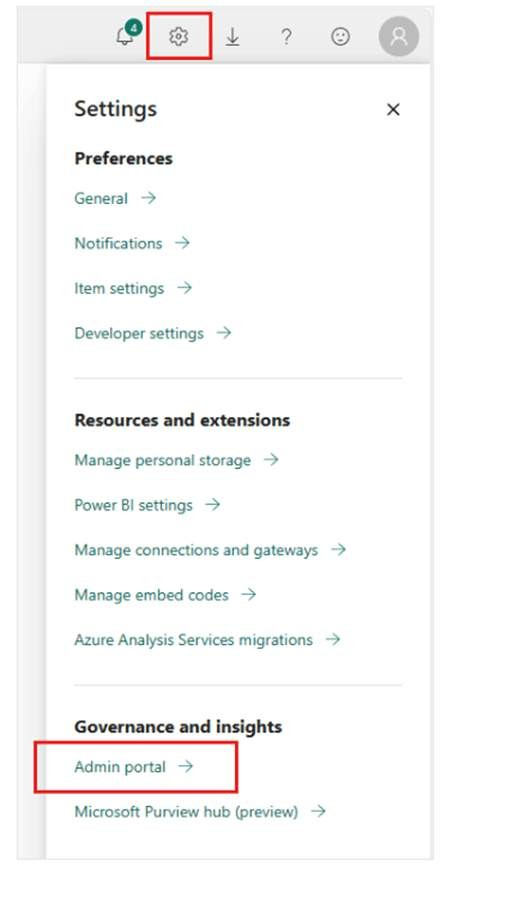 4
?
Settings
Preferences
General
Notifications
Item settings
Developer settings
Resources and extensions
Manage personal storage
Power BI settings
Manage connections and gateways
Manage embed codes
Azure Analysis Services migrations
Governance and insights
Admin portal
Microsoft Purview hub (preview)